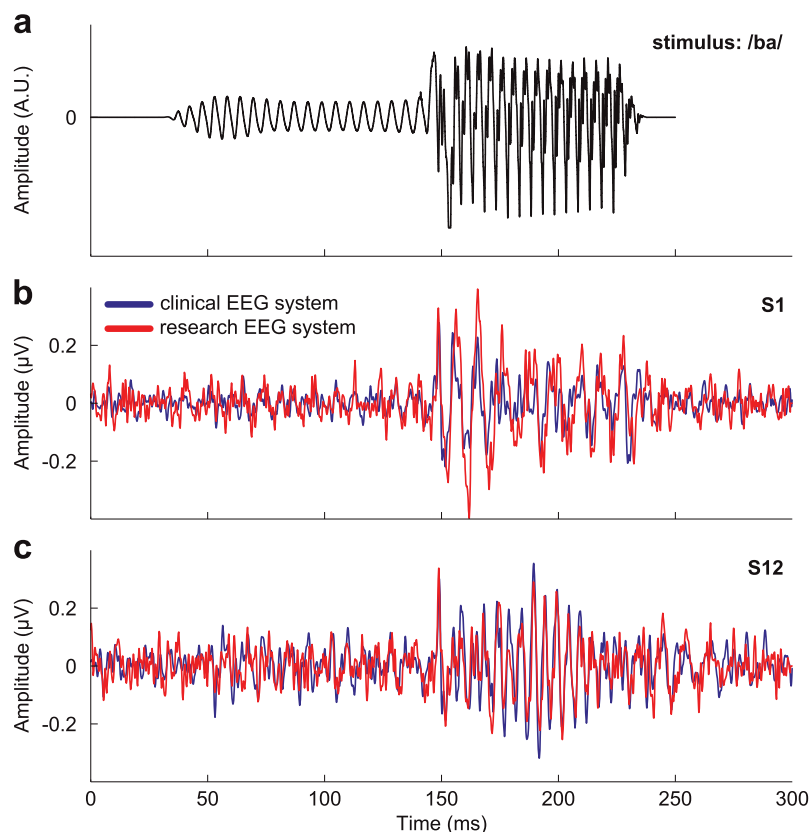 a
stimulus: /ba/
Amplitude (A.U.)
0
b
clinical EEG system
research EEG system
S1
Amplitude (µV)
0.2
0
-0.2
c
S12
Amplitude (µV)
0.2
0
-0.2
0 50 100 150 200 250 300
Time (ms)